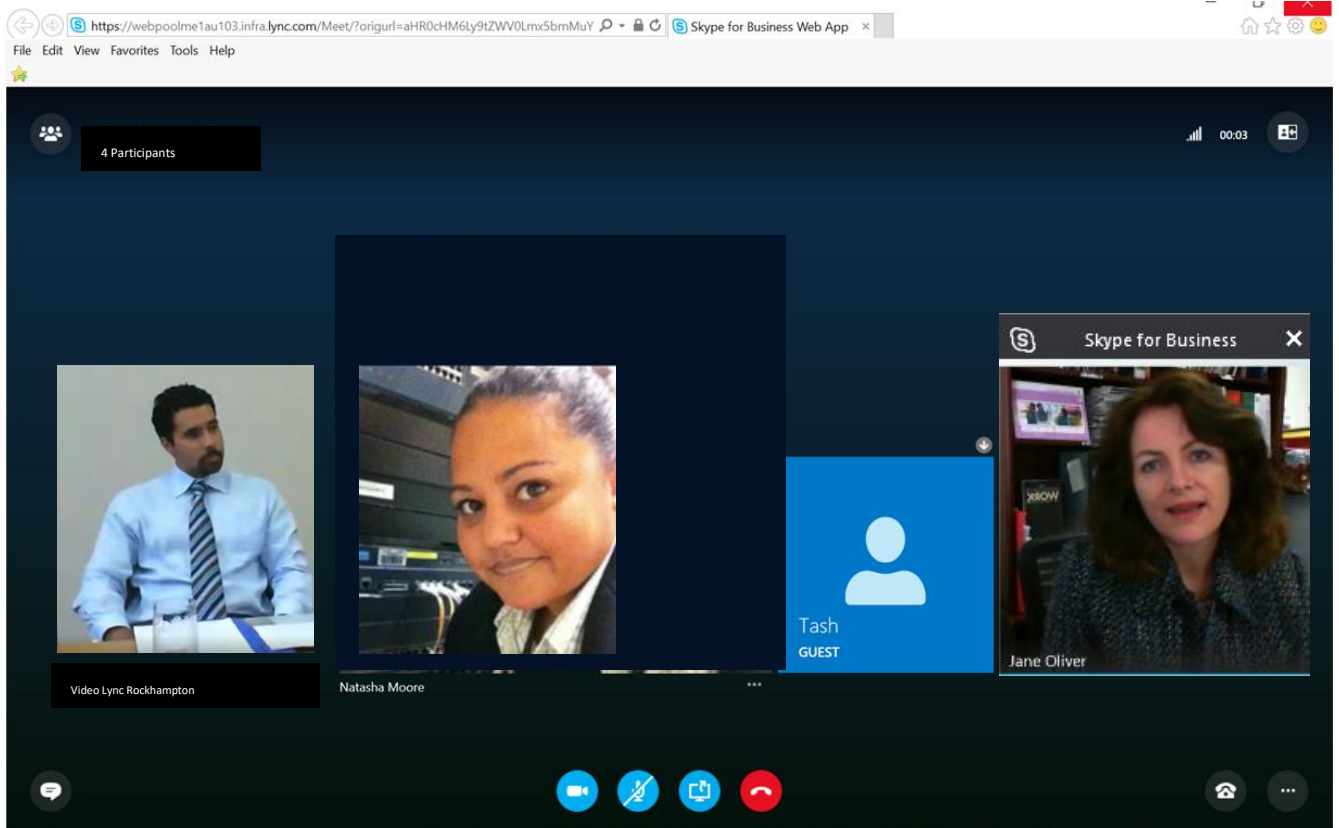 https://webpoolme1au103.infra.lync.com/Meet/?origurl=aHR0cHM6Ly9tZWV0Lmx5bmMuY
Skype for Business Web App
File Edit View Favorites Tools Help
4 Participants
00:03
Skype for Business
WORK
Tash
GUEST
Jane Oliver
Video Lync Rockhampton
Natasha Moore